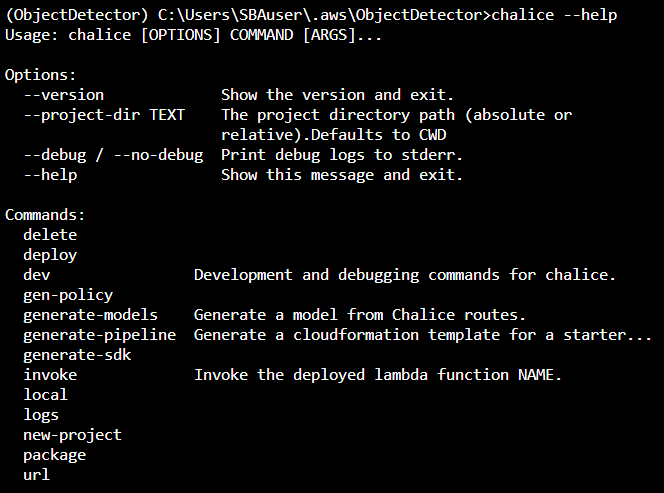 (ObjectDetector) C:\Users\SBAuser\.aws\ObjectDetector>chalice --help
Usage: chalice [OPTIONS] COMMAND [ARGS]...

Options:
  --version             Show the version and exit.
  --project-dir TEXT    The project directory path (absolute or
                        relative).Defaults to CWD
  --debug / --no-debug  Print debug logs to stderr.
  --help                Show this message and exit.

Commands:
  delete
  deploy
  dev                Development and debugging commands for chalice.
  gen-policy
  generate-models    Generate a model from Chalice routes.
  generate-pipeline  Generate a cloudformation template for a starter...
  generate-sdk
  invoke             Invoke the deployed lambda function NAME.
  local
  logs
  new-project
  package
  url